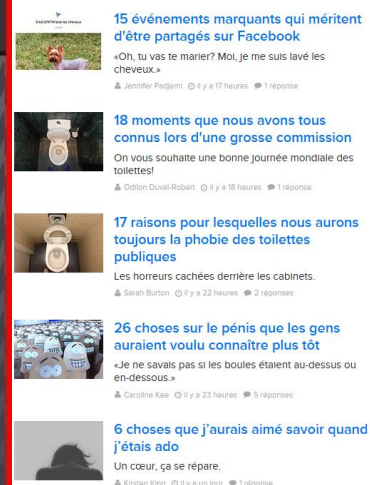 15 événements marquants qui méritent
d'être partagés sur Facebook
«Oh, tu vas te marier? Moi, je me suis lavé les
cheveux.»
Jennifer Padjemi il y a 17 heures 1 réponse
18 moments que nous avons tous
connus lors d'une grosse commission
On vous souhaite une bonne journée mondiale des
toilettes!
Odilon Duval-Robert il y a 18 heures 1 réponse
17 raisons pour lesquelles nous aurons
toujours la phobie des toilettes
publiques
Les horreurs cachées derrière les cabinets.
Sarah Burton il y a 22 heures 2 réponses
26 choses sur le pénis que les gens
auraient voulu connaître plus tôt
«Je ne savais pas si les boules étaient au-dessus ou
en-dessous.»
Caroline Kee il y a 23 heures 5 réponses
6 choses que j'aurais aimé savoir quand
j'étais ado
Un cœur, ça se répare.
Kirsten King il y a un jour 1 réponse